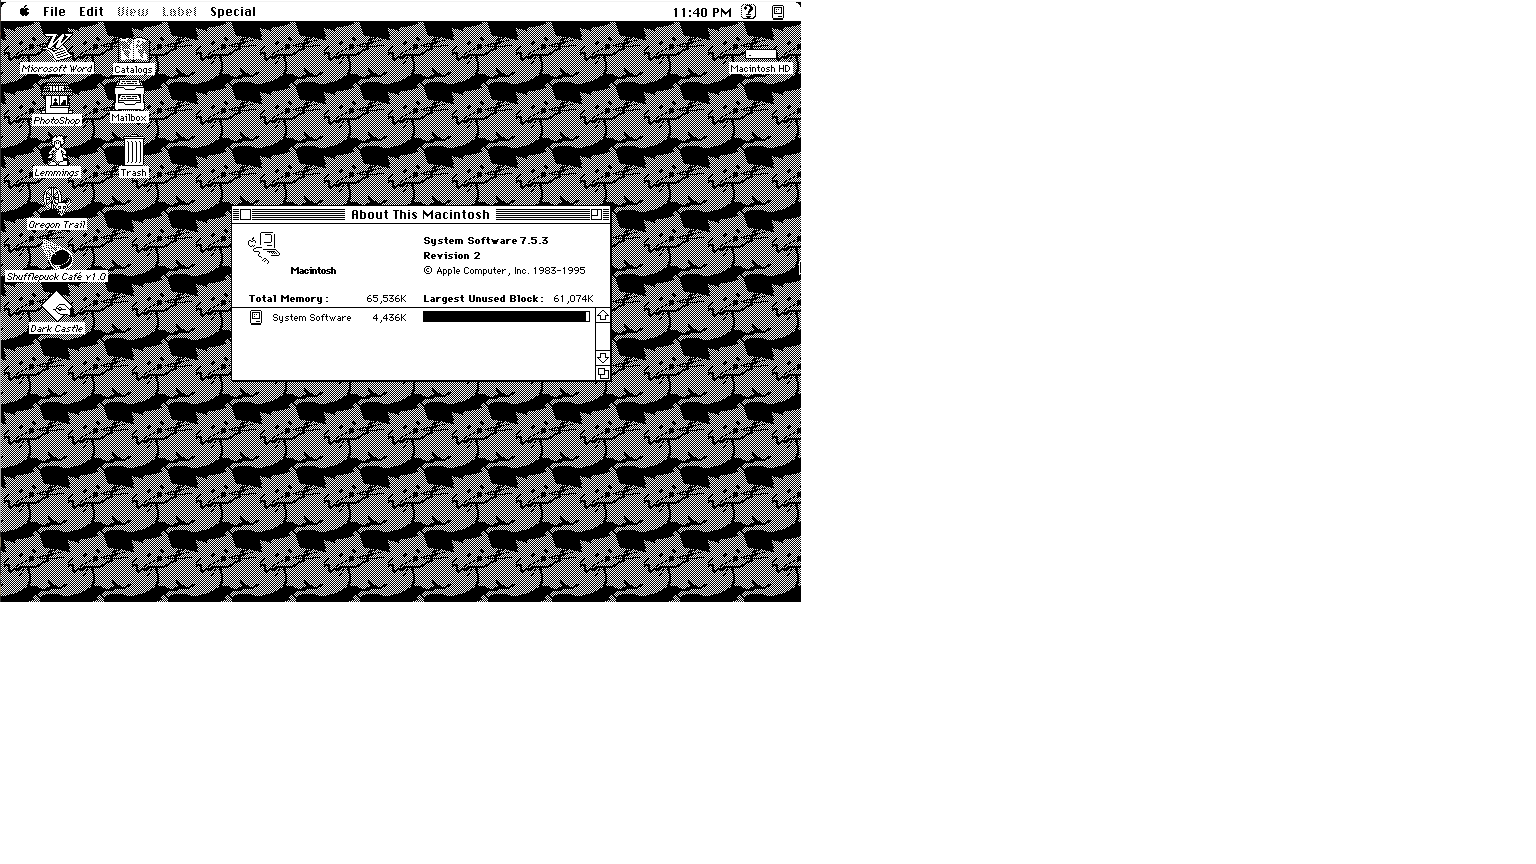 File Edit View Label Special 11:40 PM
Microsoft Word
Catalogs
Macintosh HD
PhotoShop
Mailbox
Lemmings
Trash
Oregon Trail
Shufflepuck Café v1.0
Dark Castle
About This Macintosh
System Software 7.5.3
Revision 2
Macintosh
© Apple Computer, Inc. 1983-1995
Total Memory: 65,536K Largest Unused Block: 61,074K
System Software 4,436K